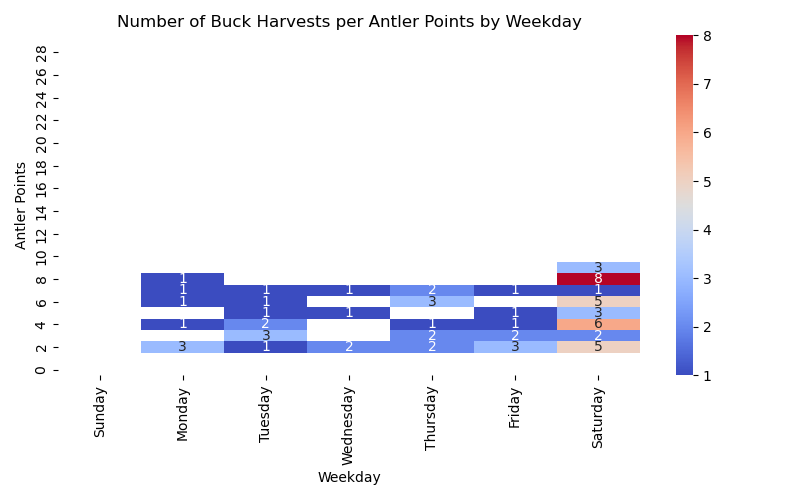 Number of Buck Harvests per Antler Points by Weekday
Antler Points
28
26
24
22
20
18
16
14
12
10
8
6
4
2
0
3
1 8
1 1 1 2 1 1
1 1 3 5
1 1 1 3
1 2 1 1 6
3 2 2 2
3 1 2 2 3 5
Sunday
Monday
Tuesday
Wednesday
Thursday
Friday
Saturday
Weekday
8
7
6
5
4
3
2
1